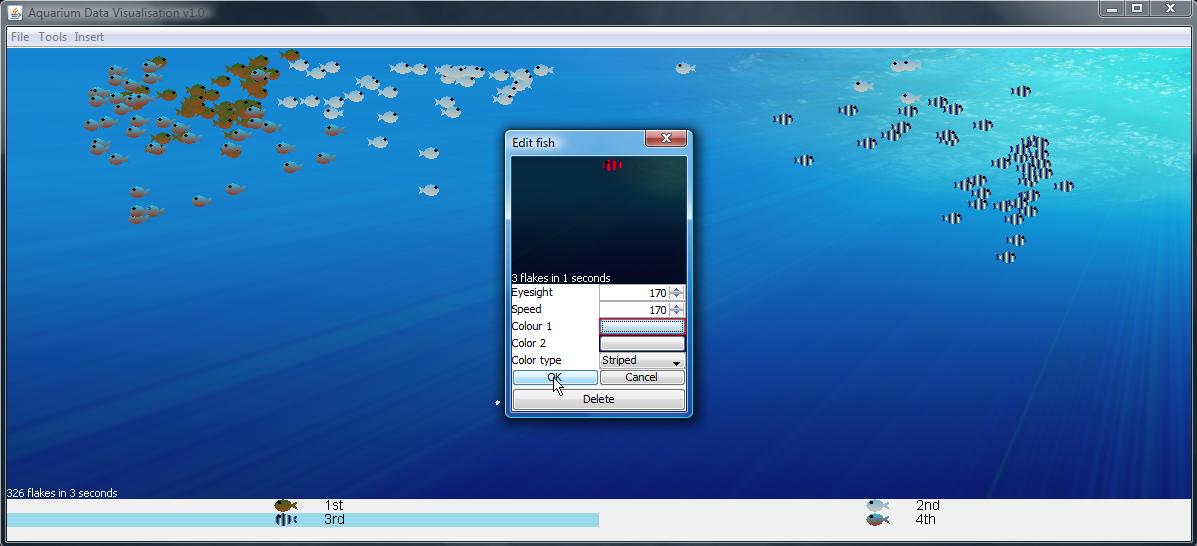 Aquarium Data Visualisation v1.0
File Tools Insert
Edit fish
3 flakes in 1 seconds
Eyesight 170
Speed 170
Colour 1
Color 2
Color type Striped
OK Cancel
Delete
326 flakes in 3 seconds
1st 2nd
3rd 4th